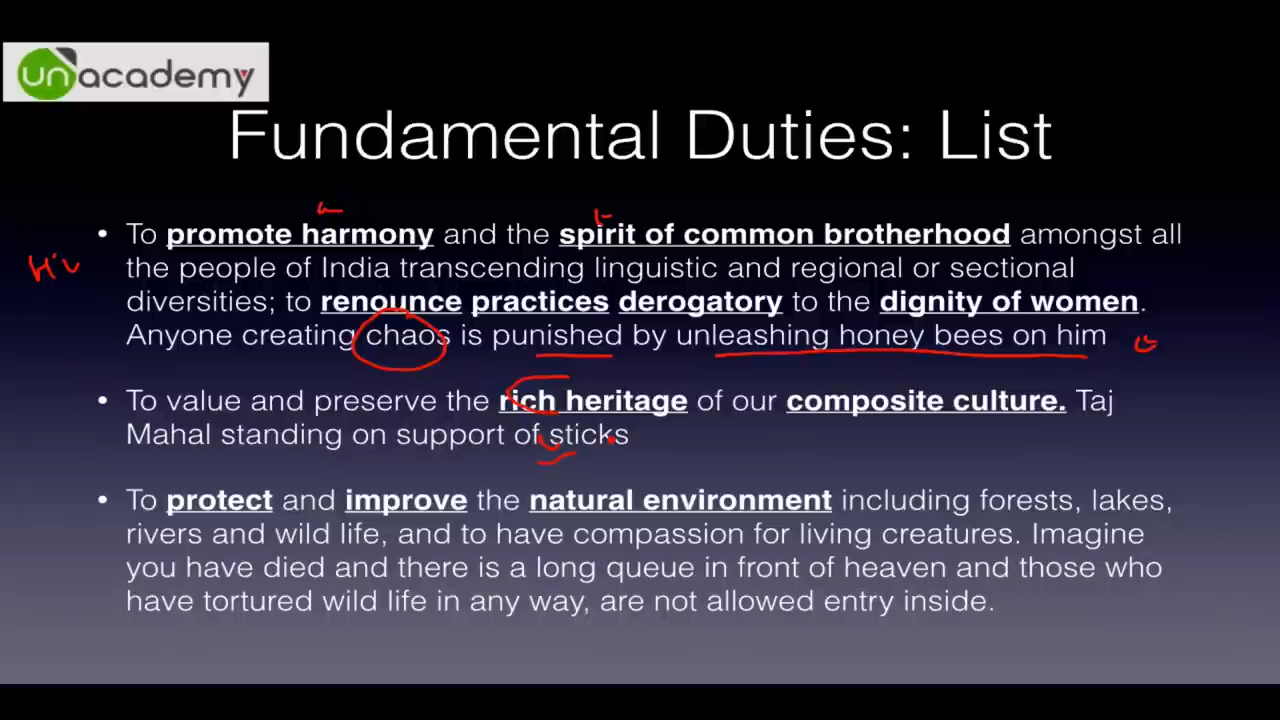 unacademy
Fundamental Duties: List
• To promote harmony and the spirit of common brotherhood amongst all
the people of India transcending linguistic and regional or sectional
diversities; to renounce practices derogatory to the dignity of women.
Anyone creating chaos is punished by unleashing honey bees on him
• To value and preserve the rich heritage of our composite culture. Taj
Mahal standing on support of sticks
• To protect and improve the natural environment including forests, lakes,
rivers and wild life, and to have compassion for living creatures. Imagine
you have died and there is a long queue in front of heaven and those who
have tortured wild life in any way, are not allowed entry inside.